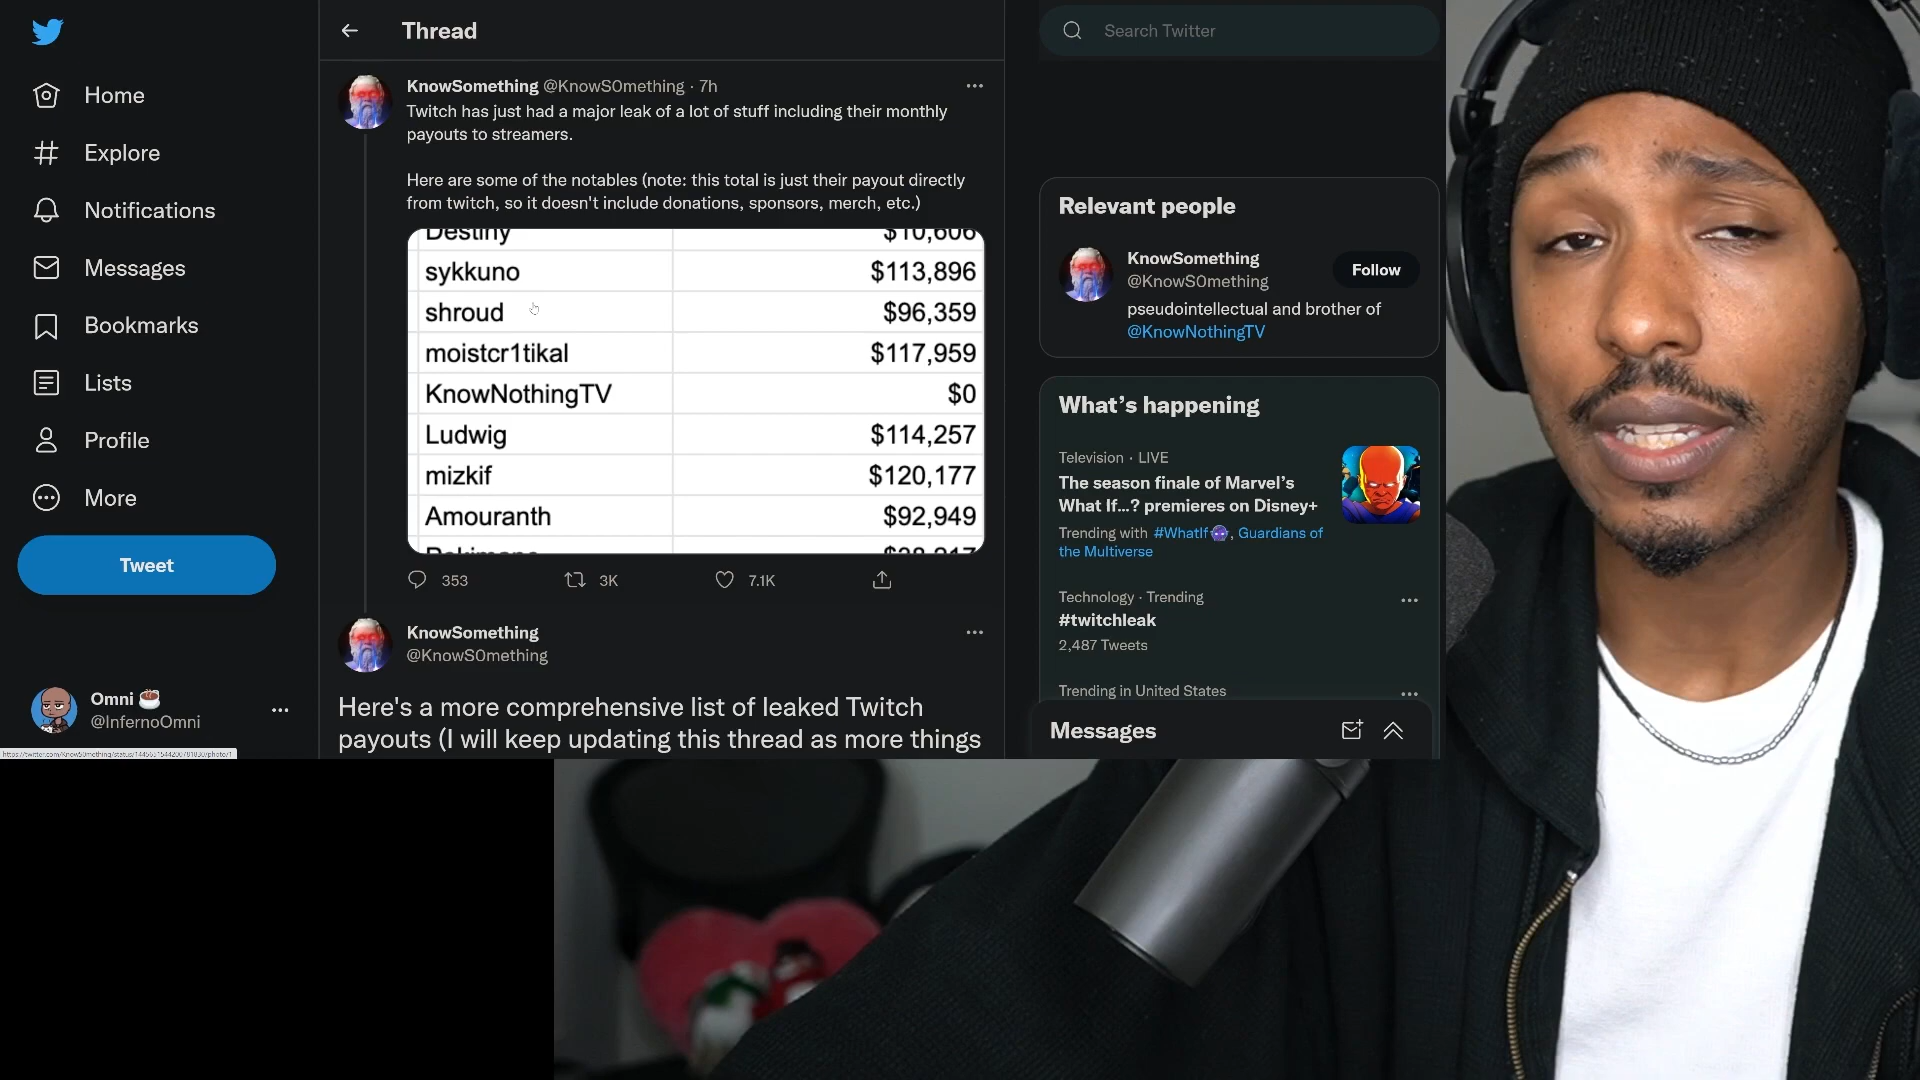 Home
Explore
Notifications
Messages
Bookmarks
Lists
Profile
More
Tweet
Omni
@InfernoOmni
Thread
KnowSomething @KnowS0mething · 7h
Twitch has just had a major leak of a lot of stuff including their monthly
payouts to streamers.
Here are some of the notables (note: this total is just their payout directly
from twitch, so it doesn't include donations, sponsors, merch, etc.)
Destiny $10,606
sykkuno $113,896
shroud $96,359
moistcr1tikal $117,959
KnowNothingTV $0
Ludwig $114,257
mizkif $120,177
Amouranth $92,949
353 3K 7.1K
KnowSomething
@KnowS0mething
Here's a more comprehensive list of leaked Twitch
payouts (I will keep updating this thread as more things
Search Twitter
Relevant people
KnowSomething
@KnowS0mething
Follow
pseudointellectual and brother of
@KnowNothingTV
What's happening
Television · LIVE
The season finale of Marvel's
What If...? premieres on Disney+
Trending with #WhatIf, Guardians of
the Multiverse
Technology · Trending
#twitchleak
2,487 Tweets
Trending in United States
Messages